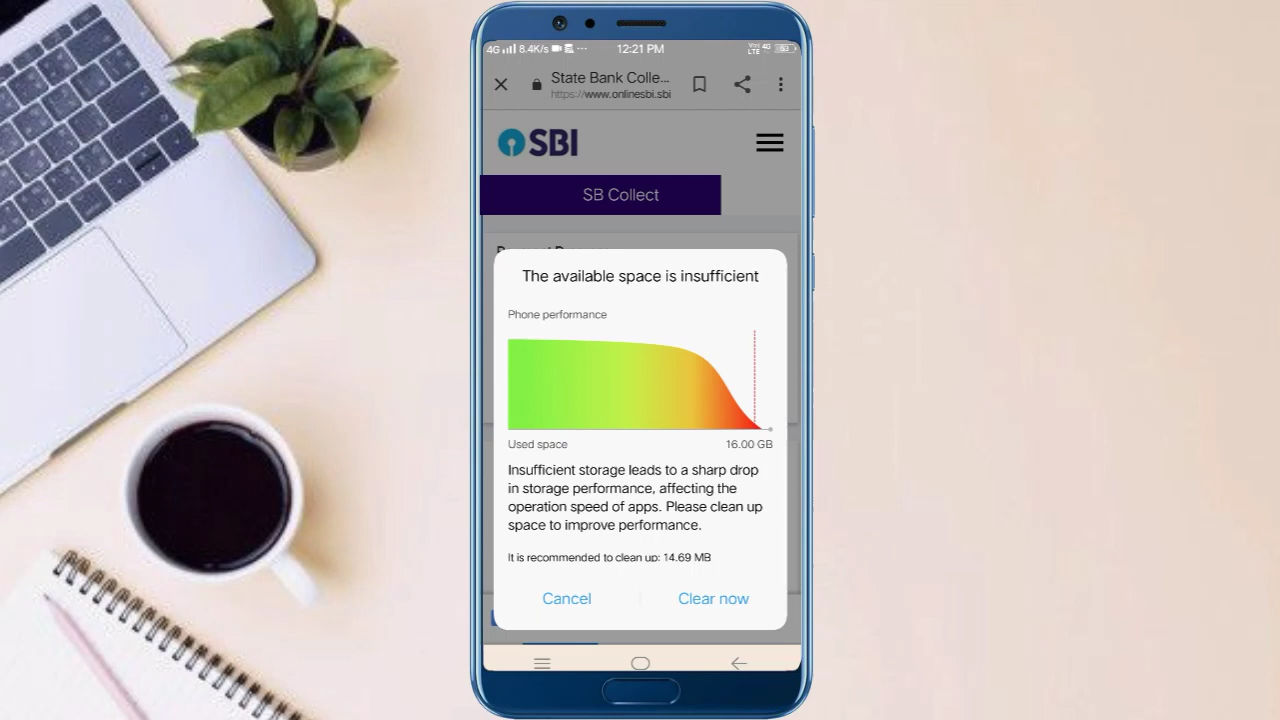 4G 8.4K/s ... 12:21 PM VoLTE 4G 53
State Bank Colle...
https://www.onlinesbi.sbi
SBI
SB Collect
The available space is insufficient
Phone performance
Used space 16.00 GB
Insufficient storage leads to a sharp drop
in storage performance, affecting the
operation speed of apps. Please clean up
space to improve performance.
It is recommended to clean up: 14.69 MB
Cancel Clear now